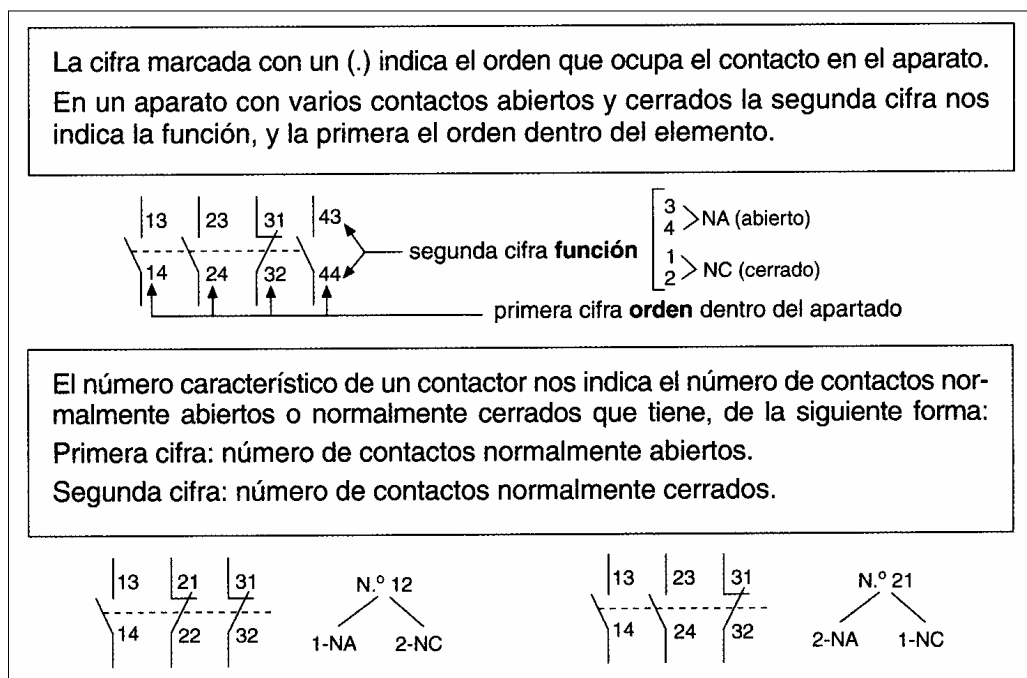 La cifra marcada con un (.) indica el orden que ocupa el contacto en el aparato.
En un aparato con varios contactos abiertos y cerrados la segunda cifra nos
indica la función, y la primera el orden dentro del elemento.
13 23 31 43
14 24 32 44
segunda cifra función
3
4 NA (abierto)
1
2 NC (cerrado)
primera cifra orden dentro del apartado
El número característico de un contactor nos indica el número de contactos nor-
malmente abiertos o normalmente cerrados que tiene, de la siguiente forma:
Primera cifra: número de contactos normalmente abiertos.
Segunda cifra: número de contactos normalmente cerrados.
13 21 31
14 22 32
N.º 12
1-NA 2-NC
13 23 31
14 24 32
N.º 21
2-NA 1-NC